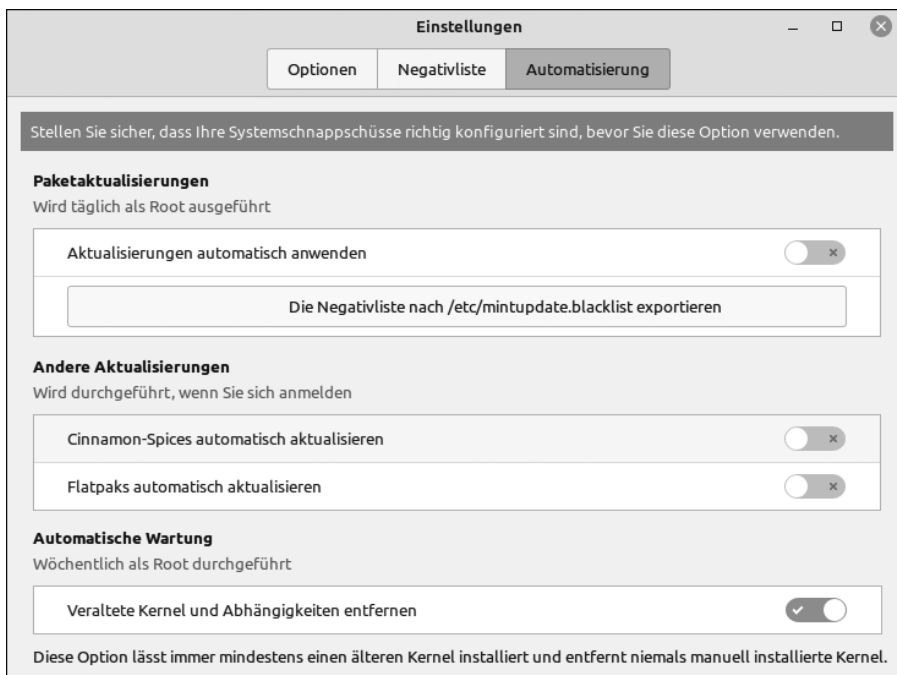 Einstellungen
Optionen Negativliste Automatisierung
Stellen Sie sicher, dass Ihre Systemschnappschüsse richtig konfiguriert sind, bevor Sie diese Option verwenden.
Paketaktualisierungen
Wird täglich als Root ausgeführt
Aktualisierungen automatisch anwenden
Die Negativliste nach /etc/mintupdate.blacklist exportieren
Andere Aktualisierungen
Wird durchgeführt, wenn Sie sich anmelden
Cinnamon-Spices automatisch aktualisieren
Flatpaks automatisch aktualisieren
Automatische Wartung
Wöchentlich als Root durchgeführt
Veraltete Kernel und Abhängigkeiten entfernen
Diese Option lässt immer mindestens einen älteren Kernel installiert und entfernt niemals manuell installierte Kernel.